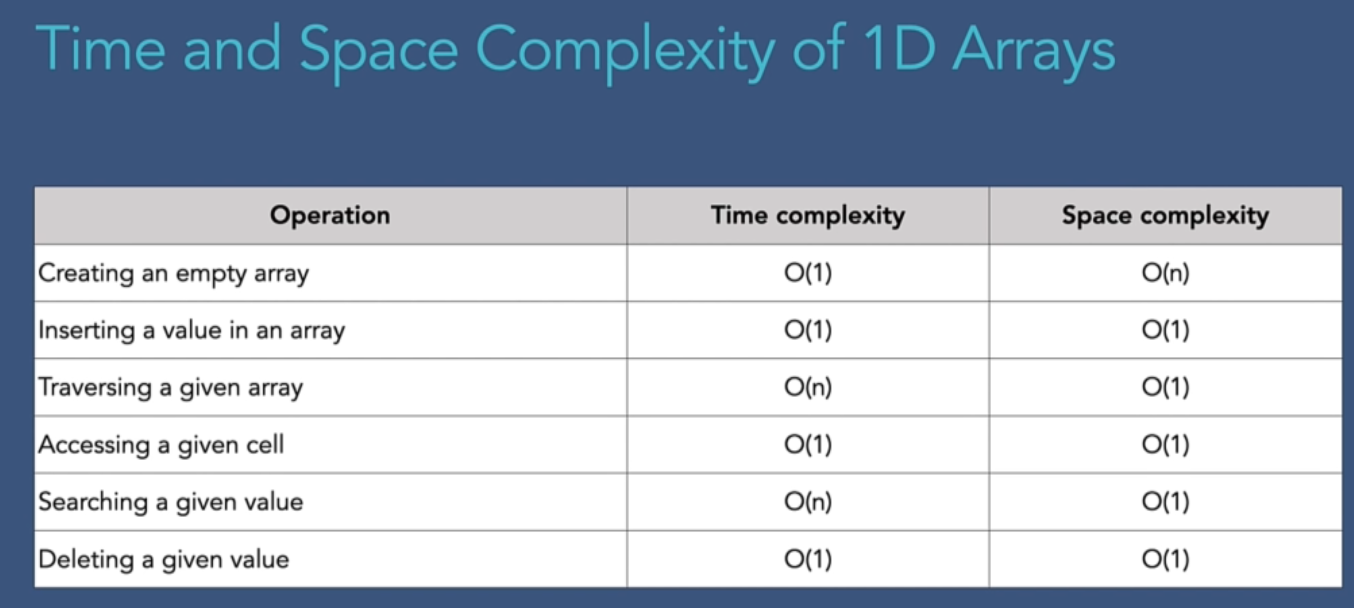 Time and Space Complexity of 1D Arrays
Operation Time complexity Space complexity
Creating an empty array O(1) O(n)
Inserting a value in an array O(1) O(1)
Traversing a given array O(n) O(1)
Accessing a given cell O(1) O(1)
Searching a given value O(n) O(1)
Deleting a given value O(1) O(1)